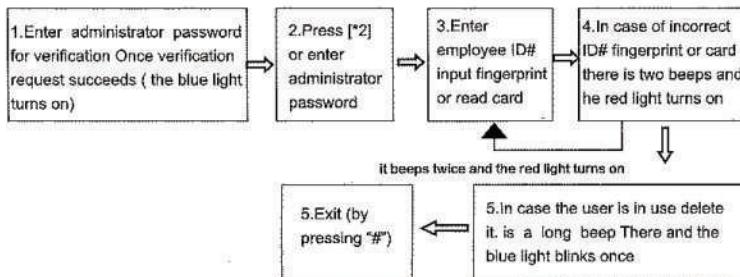 1.Enter administrator password
for verification Once verification
request succeeds ( the blue light
turns on)
2.Press [*2]
or enter
administrator
password
3.Enter
employee ID#
input fingerprint
or read card
4.In case of incorrect
ID# fingerprint or card
there is two beeps and
he red light turns on
it beeps twice and the red light turns on
5.In case the user is in use delete
it. is a long beep There and the
blue light blinks once
5.Exit (by
pressing "#")